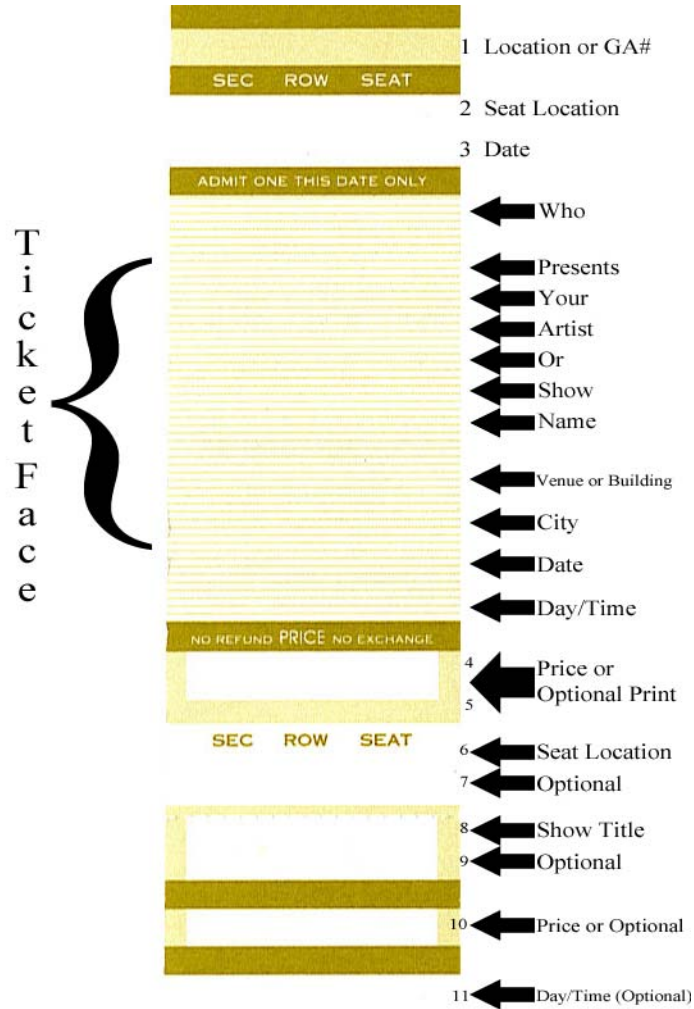 1 Location or GA#
SEC ROW SEAT
2 Seat Location
3 Date
ADMIT ONE THIS DATE ONLY
Who
Ticket Face
Presents
Your
Artist
Or
Show
Name
Venue or Building
City
Date
Day/Time
NO REFUND PRICE NO EXCHANGE
4
Price or
Optional Print
5
SEC ROW SEAT
6 Seat Location
7 Optional
8 Show Title
9 Optional
10 Price or Optional
11 Day/Time (Optional)